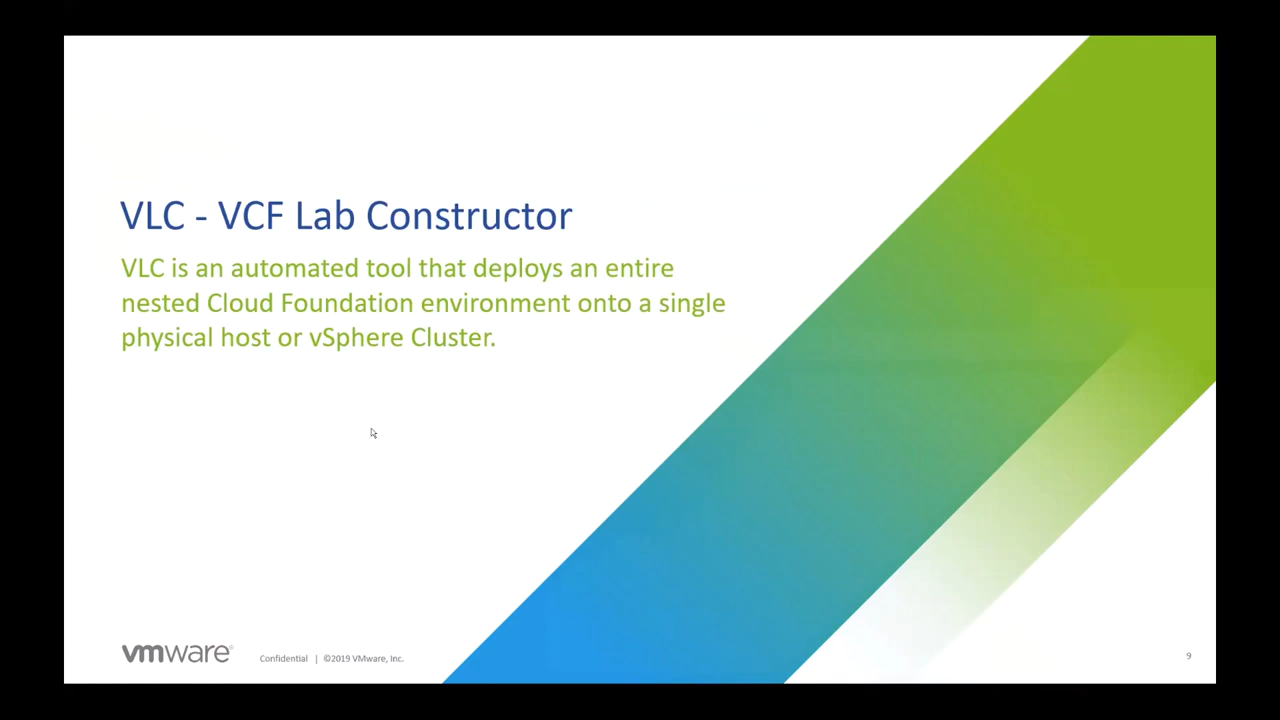 VLC - VCF Lab Constructor
VLC is an automated tool that deploys an entire
nested Cloud Foundation environment onto a single
physical host or vSphere Cluster.
vmware®
Confidential | ©2019 VMware, Inc.
9